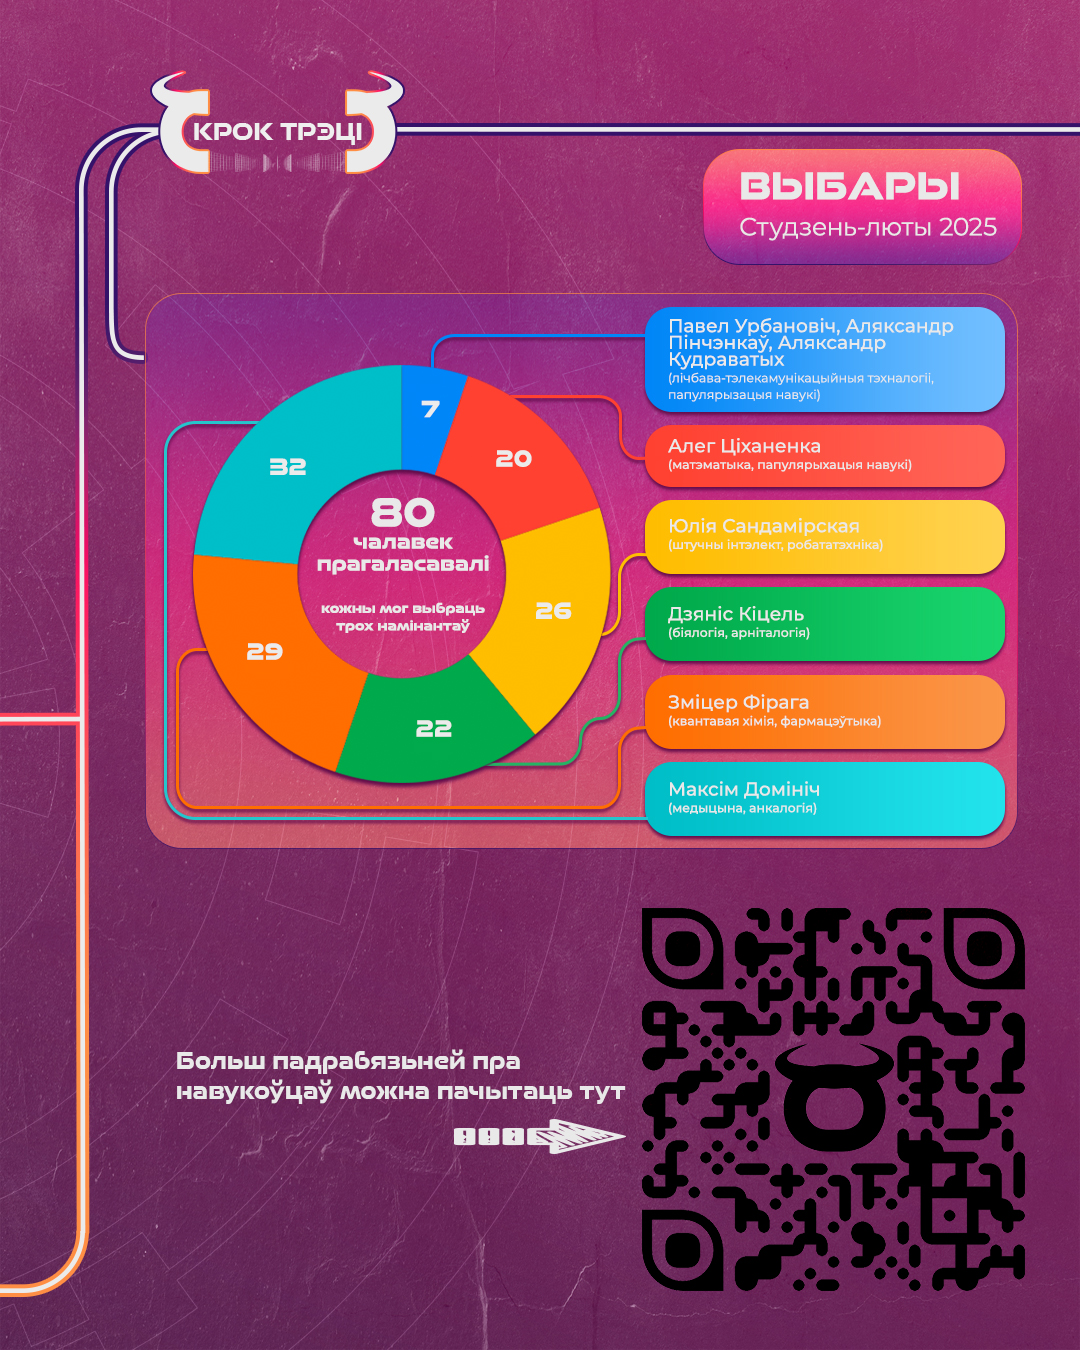 КРОК ТРЭЦІ
ВЫБАРЫ
Студзень-люты 2025
Павел Урбановіч, Аляксандр
Пінчэнкаў, Аляксандр
Кудраватых
(лічбава-тэлекамунікацыйныя тэхналогіі,
папулярызацыя навукі)
7
20
32
Алег Ціханенка
(матэматыка, папулярыхацыя навукі)
80
чалавек
прагаласавалі
Юлія Сандамірская
(штучны інтэлект, робататэхніка)
кожны мог выбраць
трох намінантаў
26
Дзяніс Кіцель
(біялогія, арніталогія)
29
22
Зміцер Фірага
(квантавая хімія, фармацэўтыка)
Максім Домініч
(медыцына, анкалогія)
Больш падрабязьней пра
навукоўцаў можна пачытаць тут